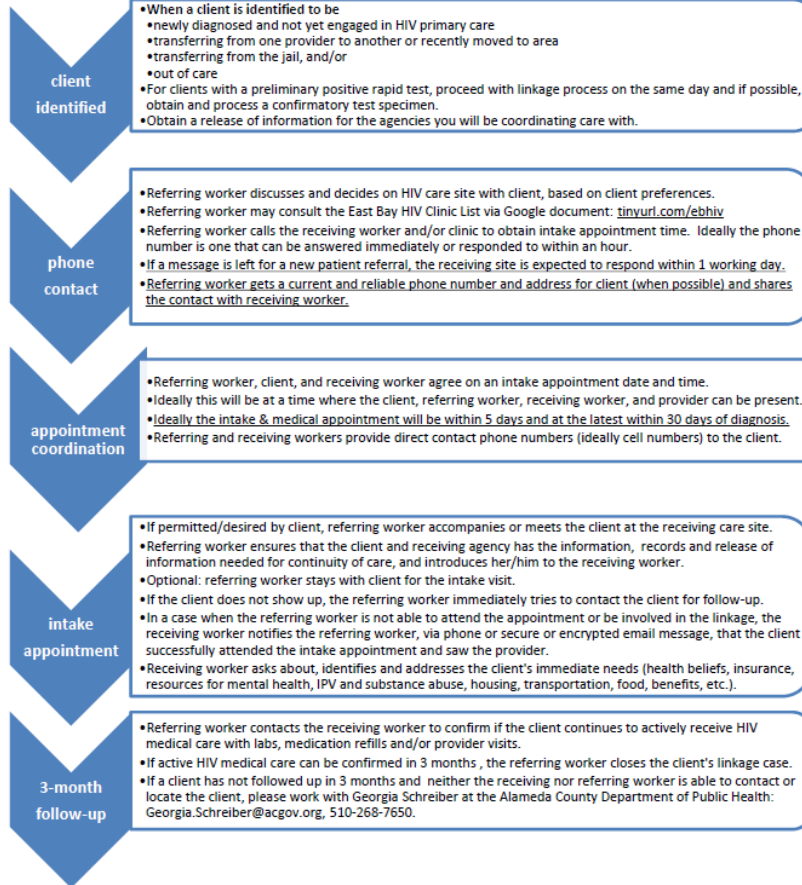 client
identified
•When a client is identified to be
•newly diagnosed and not yet engaged in HIV primary care
•transferring from one provider to another or recently moved to area
•transferring from the jail, and/or
•out of care
•For clients with a preliminary positive rapid test, proceed with linkage process on the same day and if possible,
obtain and process a confirmatory test specimen.
•Obtain a release of information for the agencies you will be coordinating care with.
phone
contact
•Referring worker discusses and decides on HIV care site with client, based on client preferences.
•Referring worker may consult the East Bay HIV Clinic List via Google document: tinyurl.com/ebhiv
•Referring worker calls the receiving worker and/or clinic to obtain intake appointment time. Ideally the phone
number is one that can be answered immediately or responded to within an hour.
•If a message is left for a new patient referral, the receiving site is expected to respond within 1 working day.
•Referring worker gets a current and reliable phone number and address for client (when possible) and shares
the contact with receiving worker.
appointment
coordination
•Referring worker, client, and receiving worker agree on an intake appointment date and time.
•Ideally this will be at a time where the client, referring worker, receiving worker, and provider can be present.
•Ideally the intake & medical appointment will be within 5 days and at the latest within 30 days of diagnosis.
•Referring and receiving workers provide direct contact phone numbers (ideally cell numbers) to the client.
intake
appointment
•If permitted/desired by client, referring worker accompanies or meets the client at the receiving care site.
•Referring worker ensures that the client and receiving agency has the information, records and release of
information needed for continuity of care, and introduces her/him to the receiving worker.
•Optional: referring worker stays with client for the intake visit.
•If the client does not show up, the referring worker immediately tries to contact the client for follow-up.
•In a case when the referring worker is not able to attend the appointment or be involved in the linkage, the
receiving worker notifies the referring worker, via phone or secure or encrypted email message, that the client
successfully attended the intake appointment and saw the provider.
•Receiving worker asks about, identifies and addresses the client's immediate needs (health beliefs, insurance,
resources for mental health, IPV and substance abuse, housing, transportation, food, benefits, etc.).
3-month
follow-up
•Referring worker contacts the receiving worker to confirm if the client continues to actively receive HIV
medical care with labs, medication refills and/or provider visits.
•If active HIV medical care can be confirmed in 3 months , the referring worker closes the client's linkage case.
•If a client has not followed up in 3 months and neither the receiving nor referring worker is able to contact or
locate the client, please work with Georgia Schreiber at the Alameda County Department of Public Health:
Georgia.Schreiber@acgov.org, 510-268-7650.